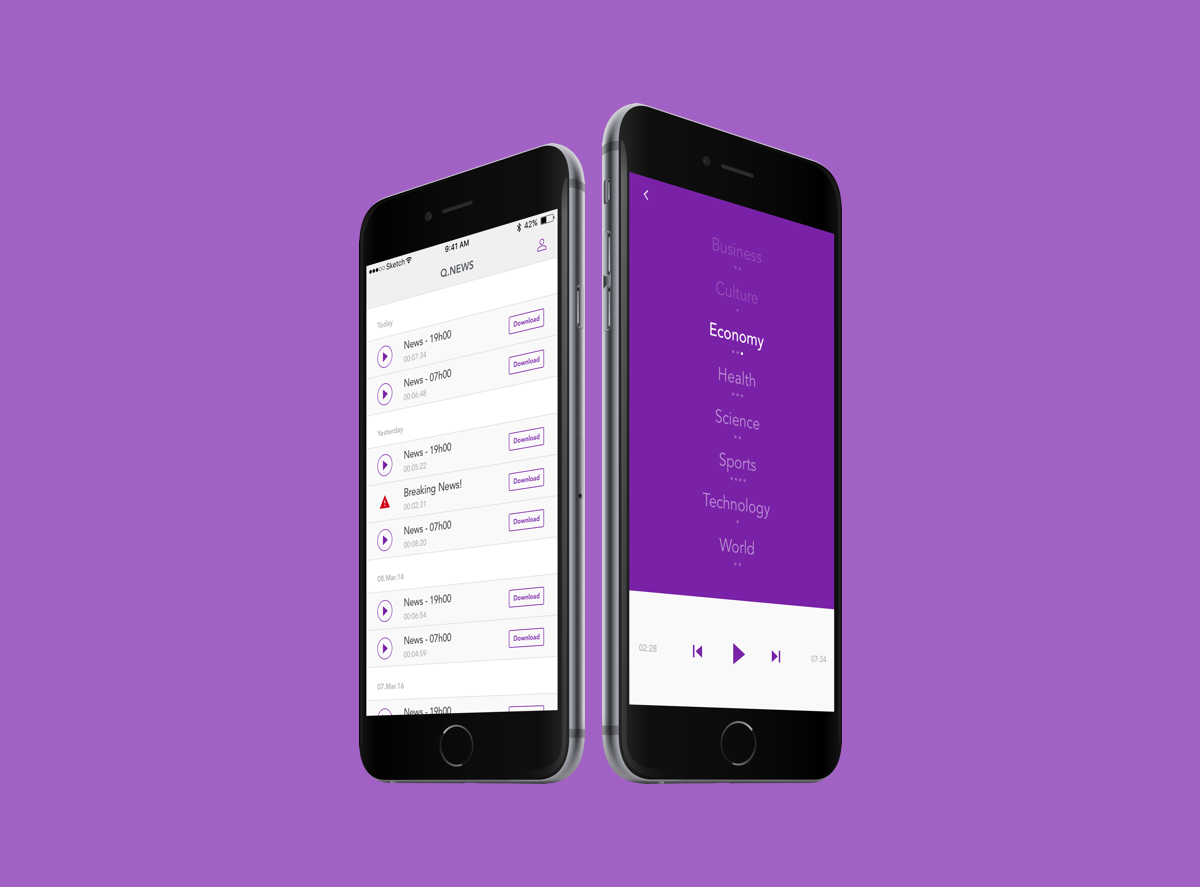 ●●●○○ Sketch 9:41 AM 42%
Q.NEWS
Today
News - 19h00
00:07:34
Download
News - 07h00
00:06:48
Download
Yesterday
News - 19h00
00:05:22
Download
Breaking News!
00:02:31
Download
News - 07h00
00:08:20
Download
08.Mar.16
News - 19h00
00:06:54
Download
News - 07h00
00:04:59
Download
07.Mar.16
News - 19h00
Business
Culture
Economy
Health
Science
Sports
Technology
World
02:28
07:34